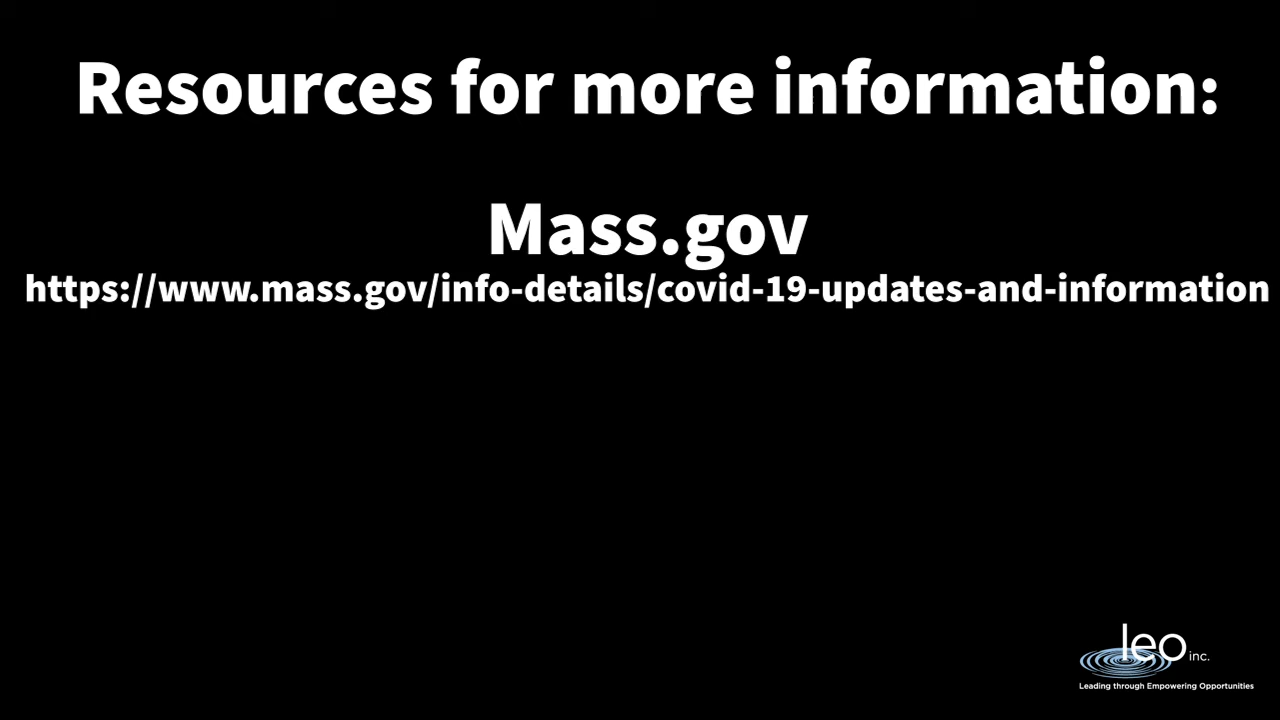 Resources for more information:
Mass.gov
https://www.mass.gov/info-details/covid-19-updates-and-information
leo inc.
Leading through Empowering Opportunities